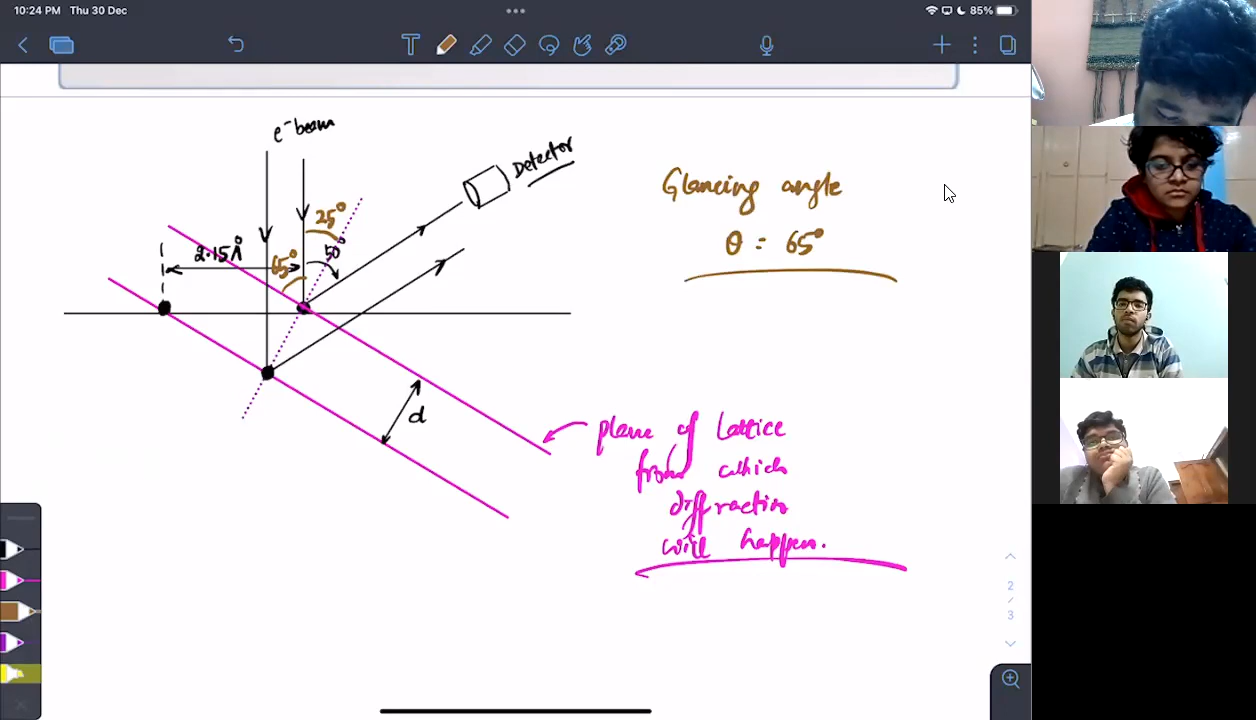 10:24 PM Thu 30 Dec
85%
T
e⁻ beam
Detector
25°
2.15Å
65°
50°
d
Glancing angle
θ = 65°
plane of lattice
from which
diffraction
will happen.
2
/
3